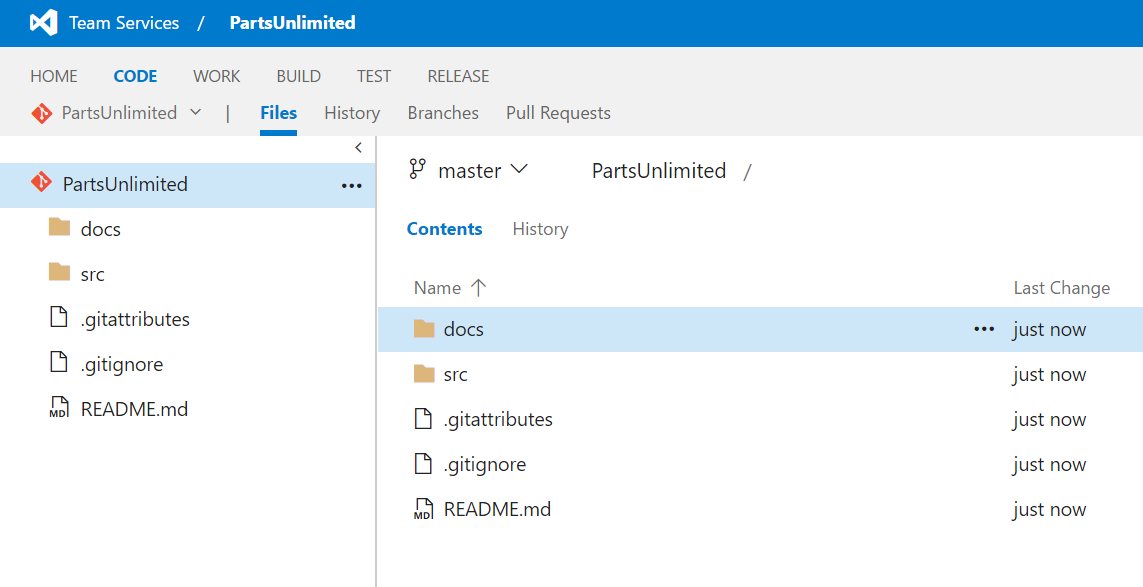 Team Services / PartsUnlimited
HOME CODE WORK BUILD TEST RELEASE
PartsUnlimited | Files History Branches Pull Requests
PartsUnlimited ...
docs
src
.gitattributes
.gitignore
MD README.md
master PartsUnlimited /
Contents History
Name Last Change
docs ... just now
src just now
.gitattributes just now
.gitignore just now
MD README.md just now